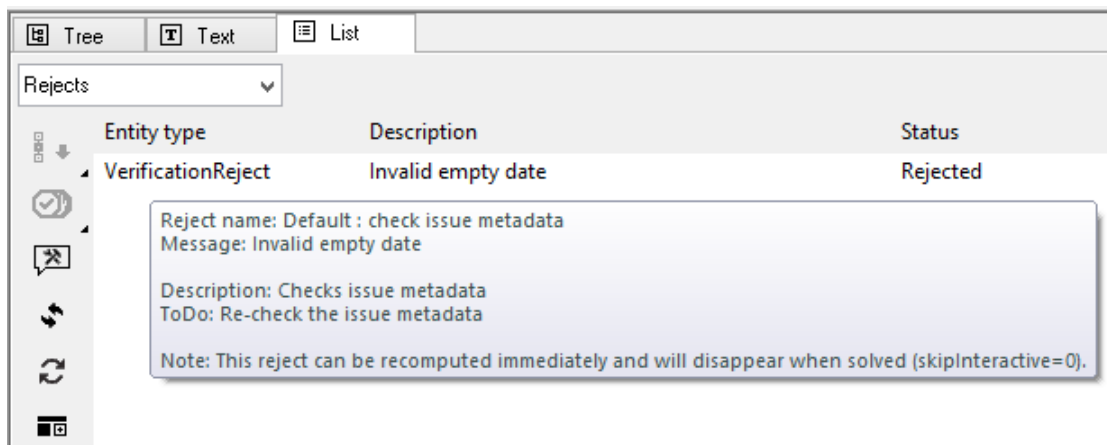 Tree Text List
Rejects
Entity type Description Status
VerificationReject Invalid empty date Rejected
Reject name: Default : check issue metadata
Message: Invalid empty date
Description: Checks issue metadata
ToDo: Re-check the issue metadata
Note: This reject can be recomputed immediately and will disappear when solved (skipInteractive=0).